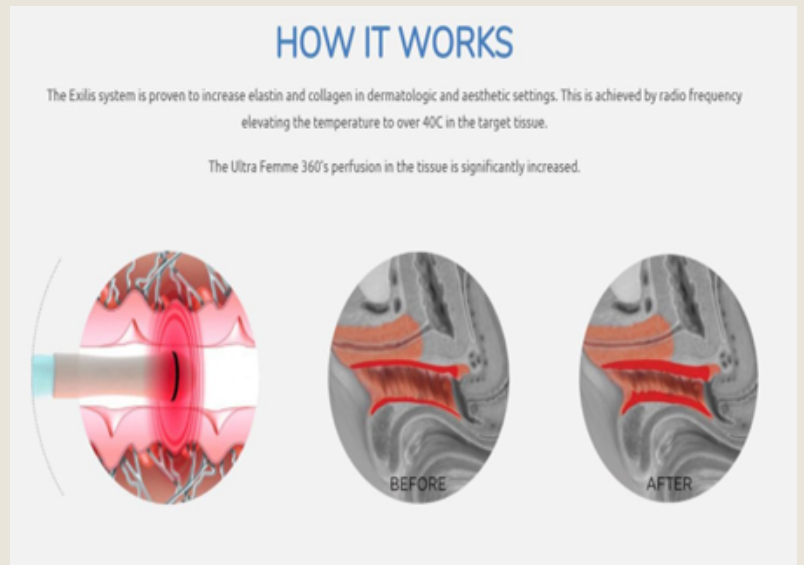 HOW IT WORKS
The Exilis system is proven to increase elastin and collagen in dermatologic and aesthetic settings. This is achieved by radio frequency
elevating the temperature to over 40C in the target tissue.
The Ultra Femme 360's perfusion in the tissue is significantly increased.
BEFORE
AFTER